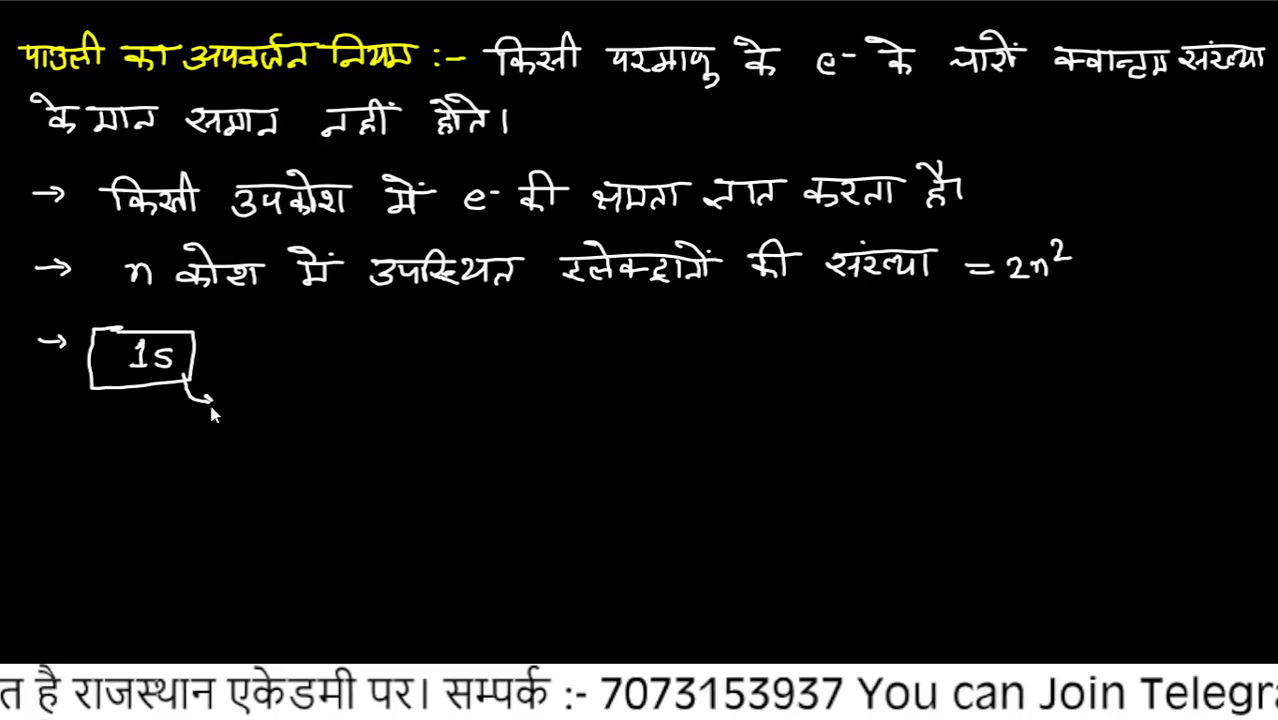 पाउली का अपवर्जन नियम :- किसी परमाणु के e⁻ के चारों क्वान्टम संख्या
के मान समान नहीं होते।
→ किसी उपकोश में e⁻ की क्षमता ज्ञात करता है।
→ n कोश में उपस्थित इलेक्ट्रानों की संख्या = 2n²
→ 1s
त है राजस्थान एकेडमी पर। सम्पर्क :- 7073153937 You can Join Telegra